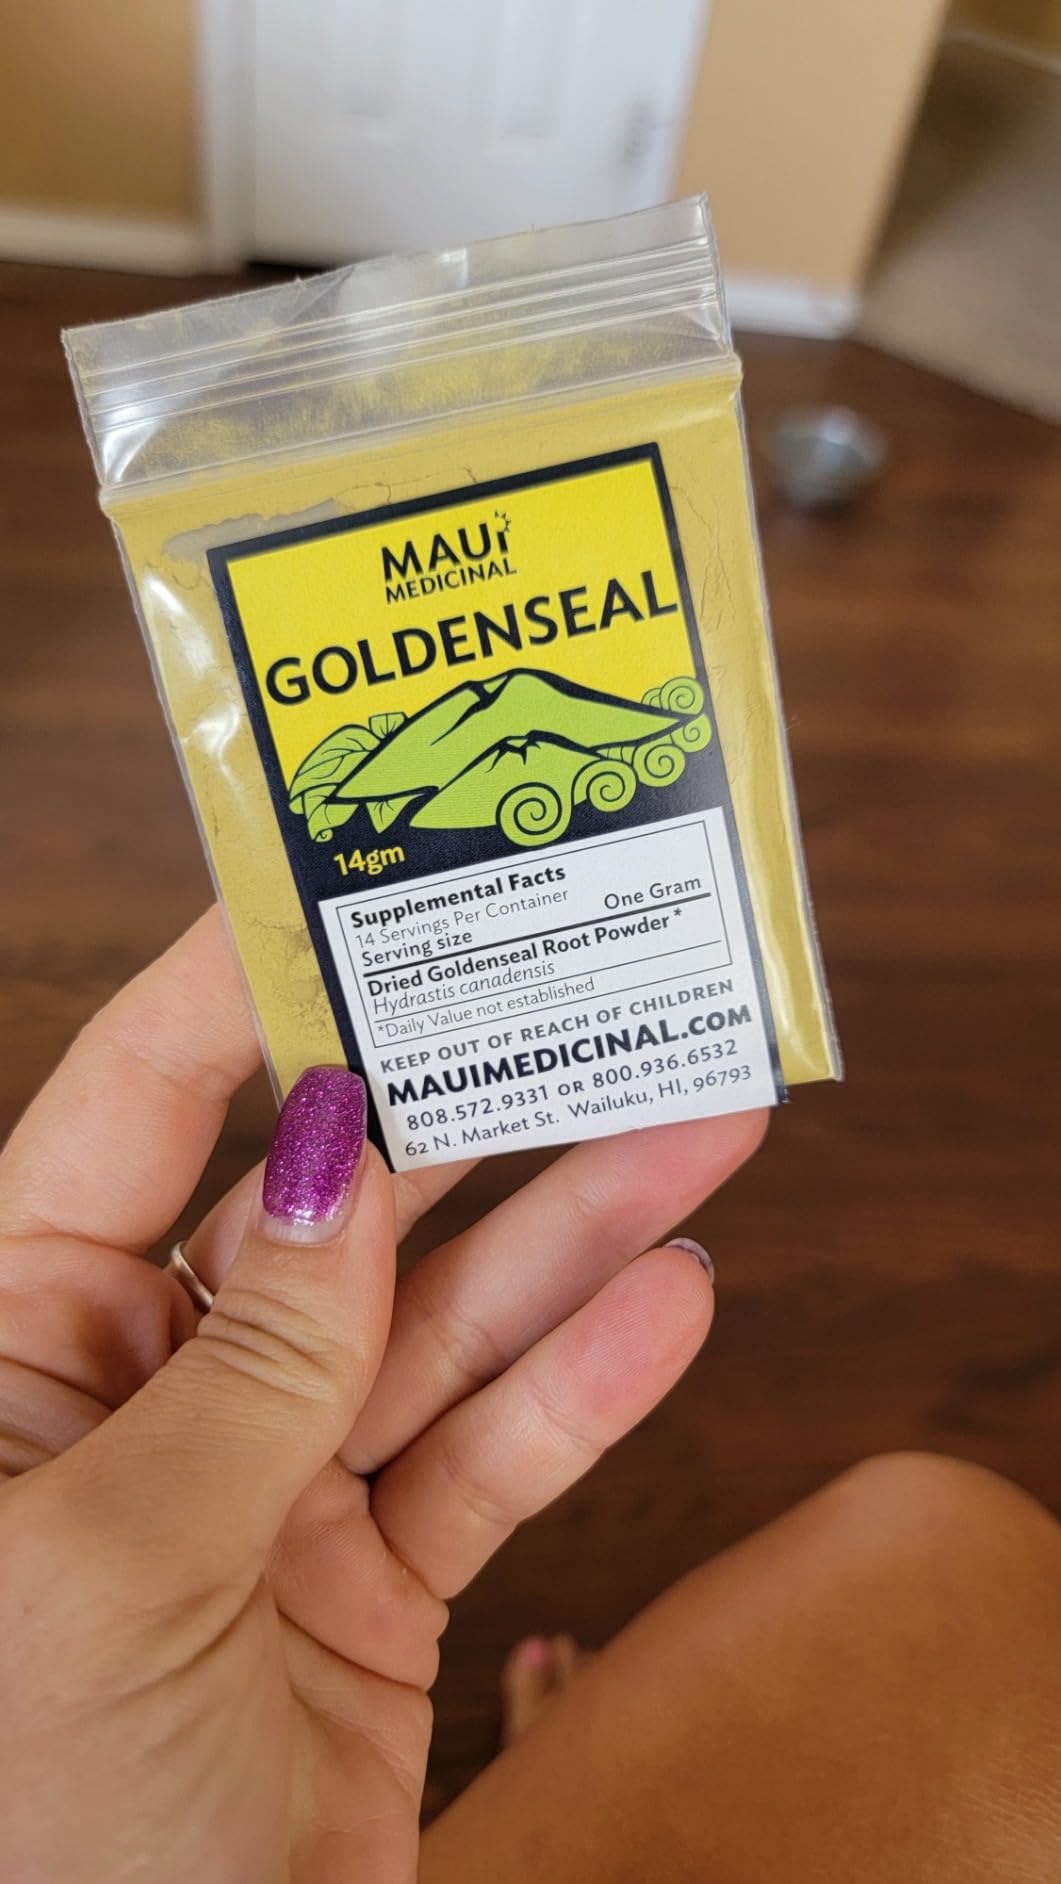 MAUI
MEDICINAL
GOLDENSEAL
14gm
Supplemental Facts
14 Servings Per Container
Serving size One Gram
Dried Goldenseal Root Powder *
Hydrastis canadensis
*Daily Value not established
KEEP OUT OF REACH OF CHILDREN
MAUIMEDICINAL.COM
808.572.9331 OR 800.936.6532
62 N. Market St. Wailuku, HI, 96793